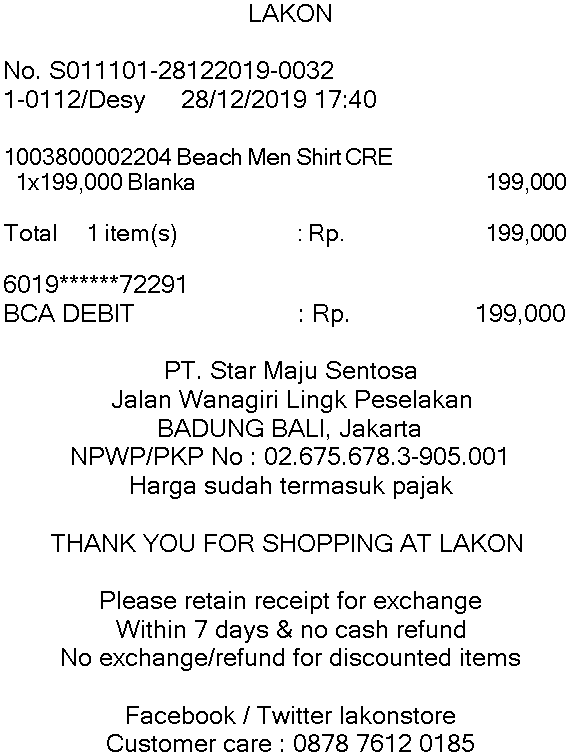 LAKON
No. S011101-28122019-0032
1-0112/Desy 28/12/2019 17:40
1003800002204 Beach Men Shirt CRE
1x199,000 Blanka 199,000
Total 1 item(s) : Rp. 199,000
6019******72291
BCA DEBIT : Rp. 199,000
PT. Star Maju Sentosa
Jalan Wanagiri Lingk Peselakan
BADUNG BALI, Jakarta
NPWP/PKP No : 02.675.678.3-905.001
Harga sudah termasuk pajak
THANK YOU FOR SHOPPING AT LAKON
Please retain receipt for exchange
Within 7 days & no cash refund
No exchange/refund for discounted items
Facebook / Twitter lakonstore
Customer care : 0878 7612 0185